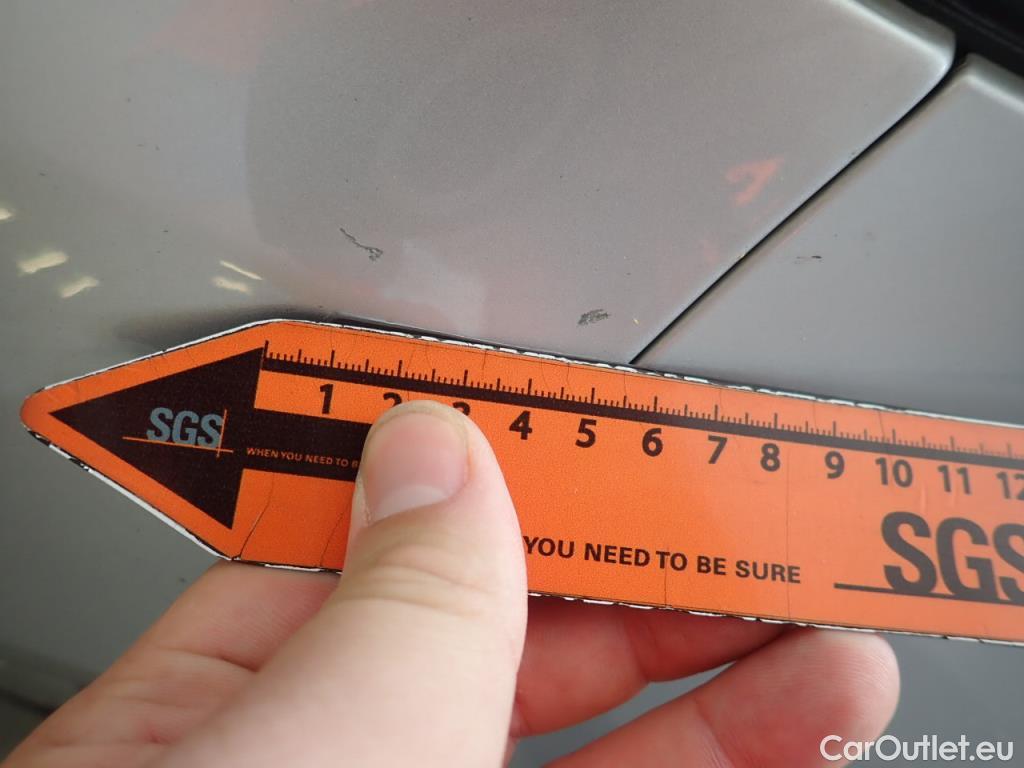 SGS
WHEN YOU NEED TO B
1 2 3 4 5 6 7 8 9 10 11 12
YOU NEED TO BE SURE
SGS
CarOutlet.eu